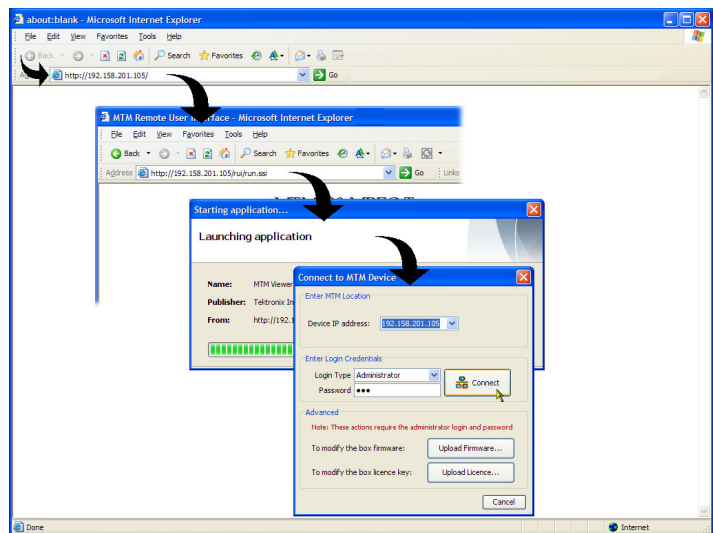 about:blank - Microsoft Internet Explorer
File Edit View Favorites Tools Help
Back Search Favorites
http://192.158.201.105/ Go
MTM Remote User Interface - Microsoft Internet Explorer
File Edit View Favorites Tools Help
Back Search Favorites
Address http://192.158.201.105/rui/run.ssi Go Links
Starting application...
Launching application
Name: MTM Viewer
Publisher: Tektronix In
From: http://192.1
Connect to MTM Device
Enter MTM Location
Device IP address: 192.158.201.105
Enter Login Credentials
Login Type Administrator
Password ●●●
Connect
Advanced
Note: These actions require the administrator login and password
To modify the box firmware: Upload Firmware...
To modify the box licence key: Upload Licence...
Cancel
Done Internet